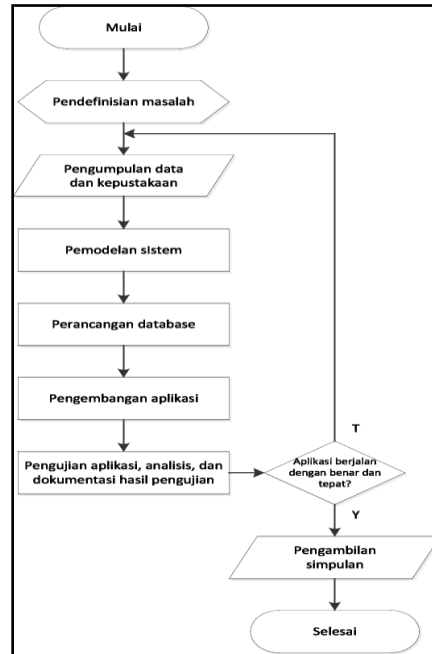 Mulai
Pendefinisian masalah
Pengumpulan data
dan kepustakaan
Pemodelan sistem
Perancangan database
Pengembangan aplikasi
Pengujian aplikasi, analisis, dan
dokumentasi hasil pengujian
T
Aplikasi berjalan
dengan benar dan
tepat?
Y
Pengambilan
simpulan
Selesai